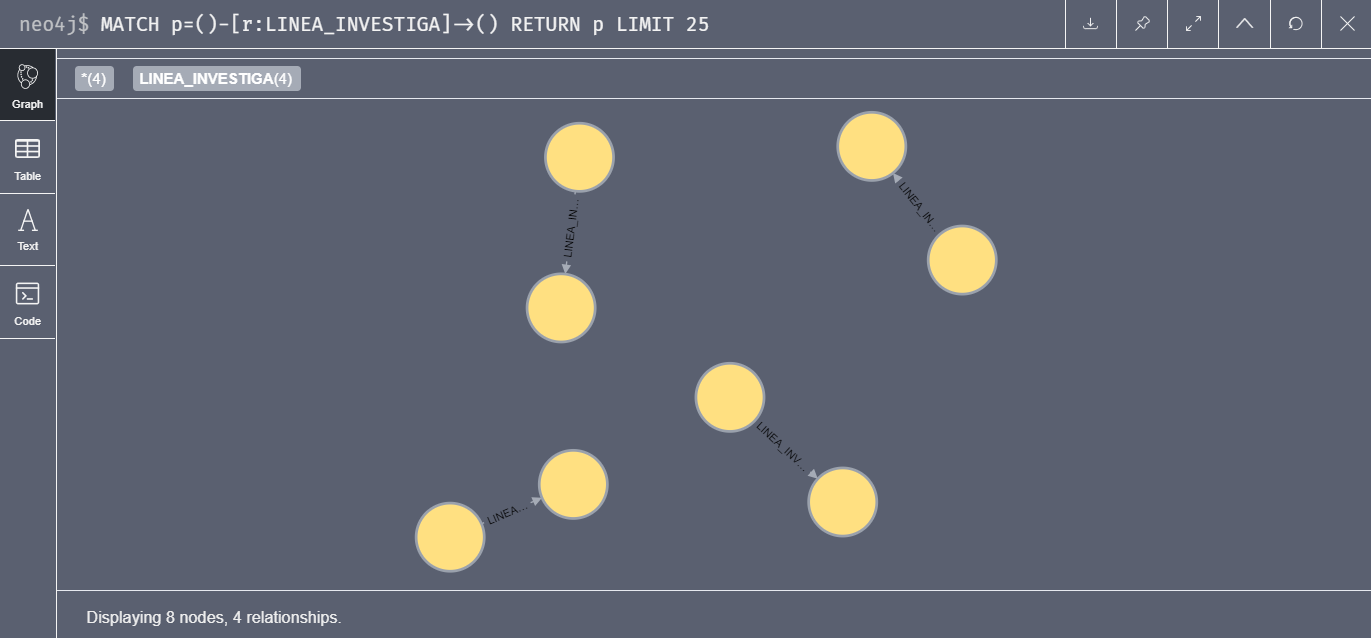 neo4j$ MATCH p=()-[r:LINEA_INVESTIGA]→() RETURN p LIMIT 25
*(4) LINEA_INVESTIGA(4)
Graph
Table
Text
Code
LINEA_IN…
LINEA_IN…
LINEA_INV…
LINEA…
Displaying 8 nodes, 4 relationships.